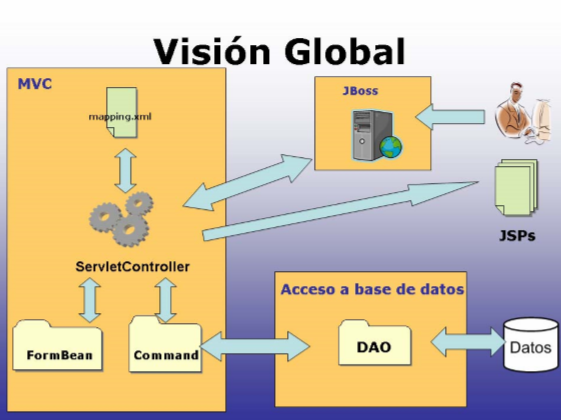 Visión Global
MVC
mapping.xml
JBoss
JSPs
ServletController
Acceso a base de datos
FormBean
Command
DAO
Datos